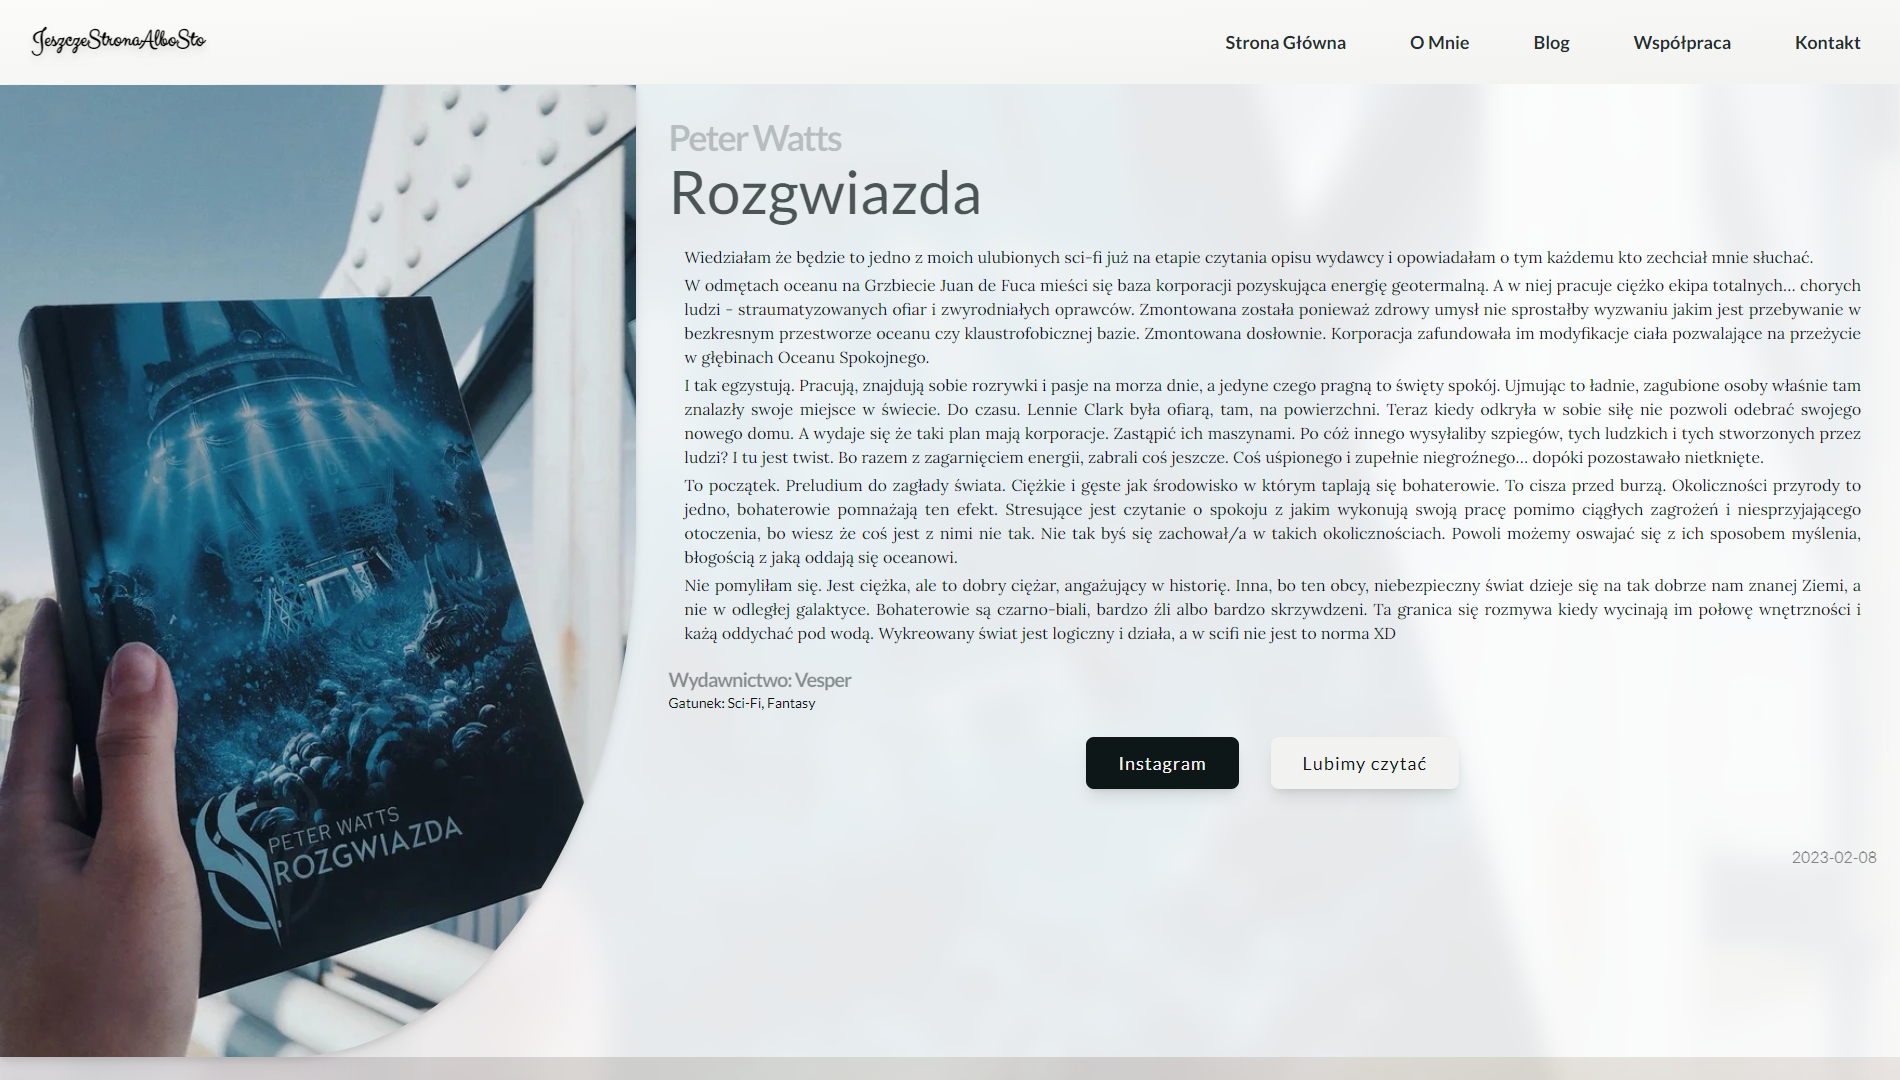 JeszczeStronaAlboSto
Strona Główna
O Mnie
Blog
Współpraca
Kontakt
Peter Watts
Rozgwiazda
Wiedziałam że będzie to jedno z moich ulubionych sci-fi już na etapie czytania opisu wydawcy i opowiadałam o tym każdemu kto zechciał mnie słuchać.
W odmętach oceanu na Grzbiecie Juan de Fuca mieści się baza korporacji pozyskująca energię geotermalną. A w niej pracuje ciężko ekipa totalnych... chorych
ludzi - straumatyzowanych ofiar i zwyrodniałych oprawców. Zmontowana została ponieważ zdrowy umysł nie sprostałby wyzwaniu jakim jest przebywanie w
bezkresnym przestworze oceanu czy klaustrofobicznej bazie. Zmontowana dosłownie. Korporacja zafundowała im modyfikacje ciała pozwalające na przeżycie
w głębinach Oceanu Spokojnego.
I tak egzystują. Pracują, znajdują sobie rozrywki i pasje na morza dnie, a jedyne czego pragną to święty spokój. Ujmując to ładnie, zagubione osoby właśnie tam
znalazły swoje miejsce w świecie. Do czasu. Lennie Clark była ofiarą, tam, na powierzchni. Teraz kiedy odkryła w sobie siłę nie pozwoli odebrać swojego
nowego domu. A wydaje się że taki plan mają korporacje. Zastąpić ich maszynami. Po cóż innego wysyłaliby szpiegów, tych ludzkich i tych stworzonych przez
ludzi? I tu jest twist. Bo razem z zagarnięciem energii, zabrali coś jeszcze. Coś uśpionego i zupełnie niegroźnego... dopóki pozostawało nietknięte.
To początek. Preludium do zagłady świata. Ciężkie i gęste jak środowisko w którym taplają się bohaterowie. To cisza przed burzą. Okoliczności przyrody to
jedno, bohaterowie pomnażają ten efekt. Stresujące jest czytanie o spokoju z jakim wykonują swoją pracę pomimo ciągłych zagrożeń i niesprzyjającego
otoczenia, bo wiesz że coś jest z nimi nie tak. Nie tak byś się zachował/a w takich okolicznościach. Powoli możemy oswajać się z ich sposobem myślenia,
błogością z jaką oddają się oceanowi.
Nie pomyliłam się. Jest ciężka, ale to dobry ciężar, angażujący w historię. Inna, bo ten obcy, niebezpieczny świat dzieje się na tak dobrze nam znanej Ziemi, a
nie w odległej galaktyce. Bohaterowie są czarno-biali, bardzo źli albo bardzo skrzywdzeni. Ta granica się rozmywa kiedy wycinają im połowę wnętrzności i
każą oddychać pod wodą. Wykreowany świat jest logiczny i działa, a w scifi nie jest to norma XD
Wydawnictwo: Vesper
Gatunek: Sci-Fi, Fantasy
Instagram
Lubimy czytać
2023-02-08
PETER WATTS
ROZGWIAZDA